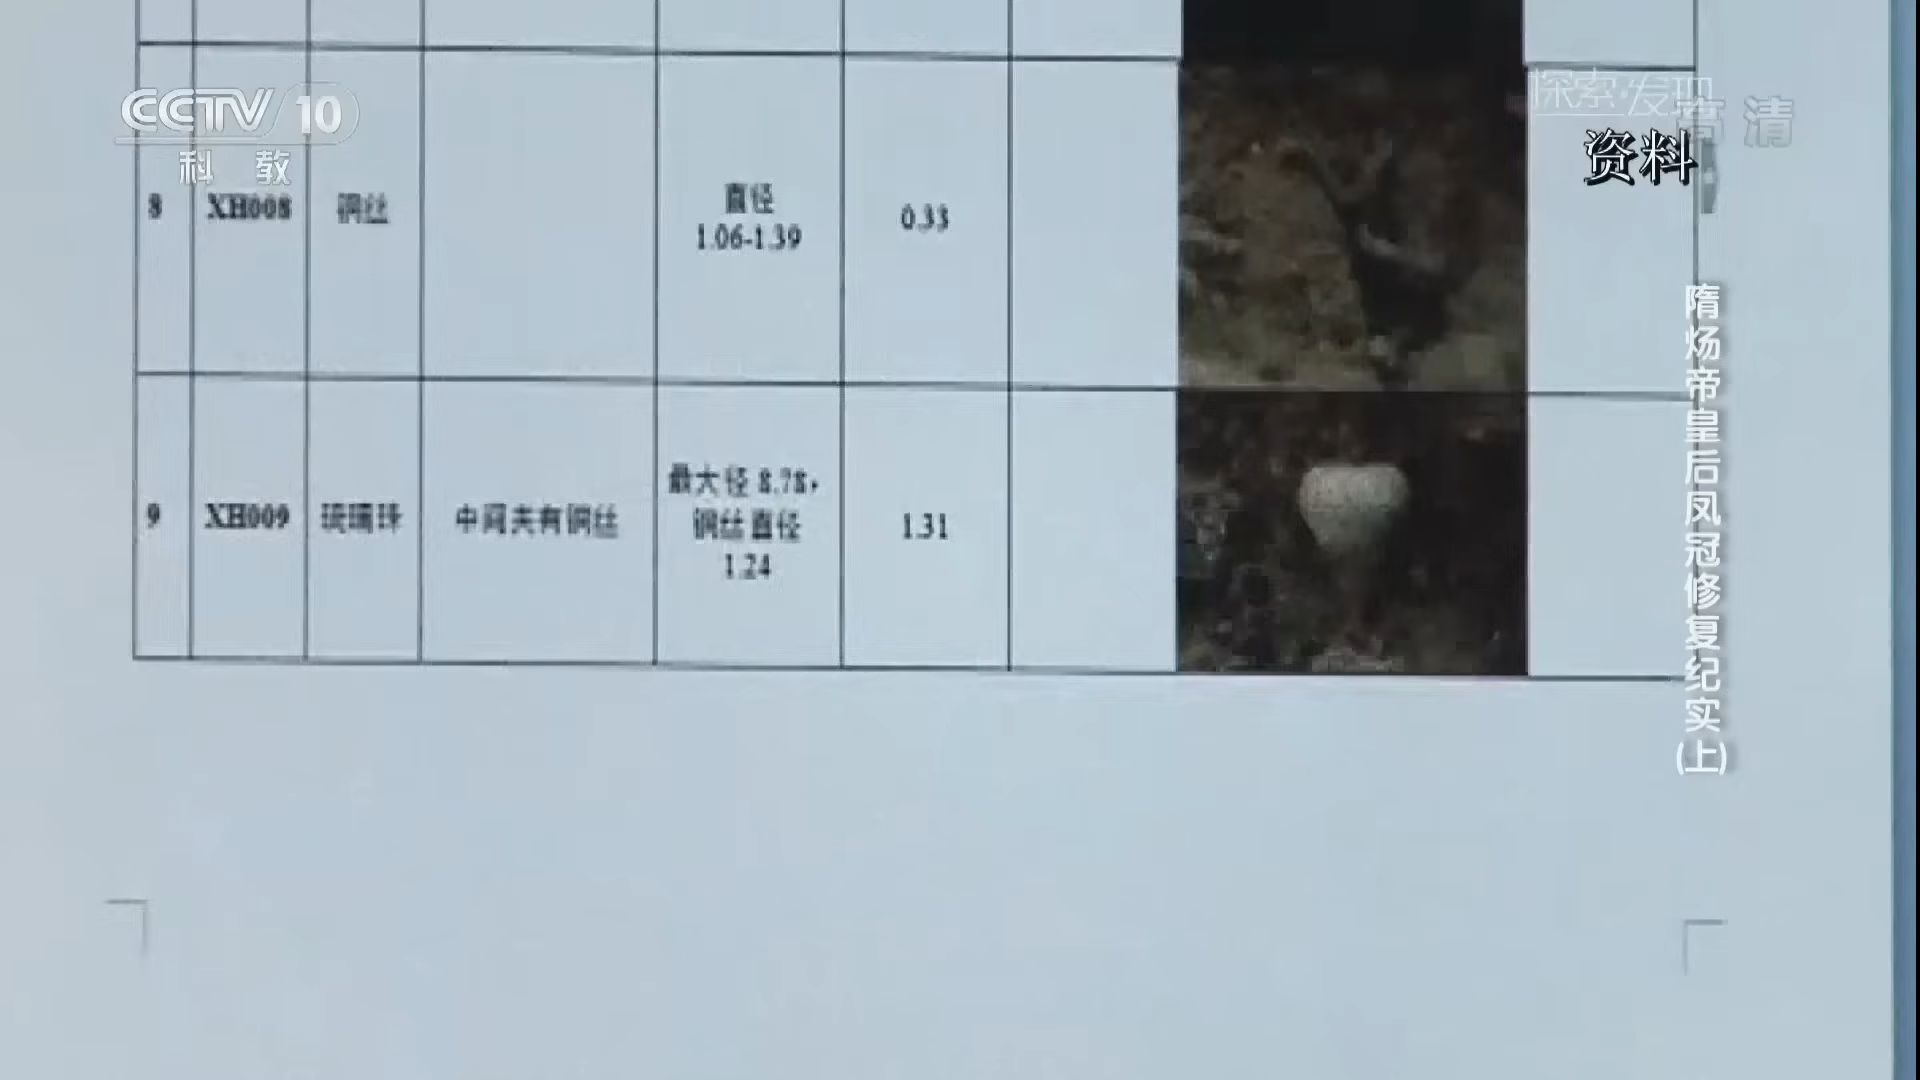 CCTV 10
科 教
探索·发现
高清
资料
8 XH008 铜丝 直径 1.06-1.39 0.33
9 XH009 琉璃珠 中间夹有铜丝 最大径 8.78, 铜丝直径 1.24 1.31
隋炀帝皇后凤冠修复纪实(上)